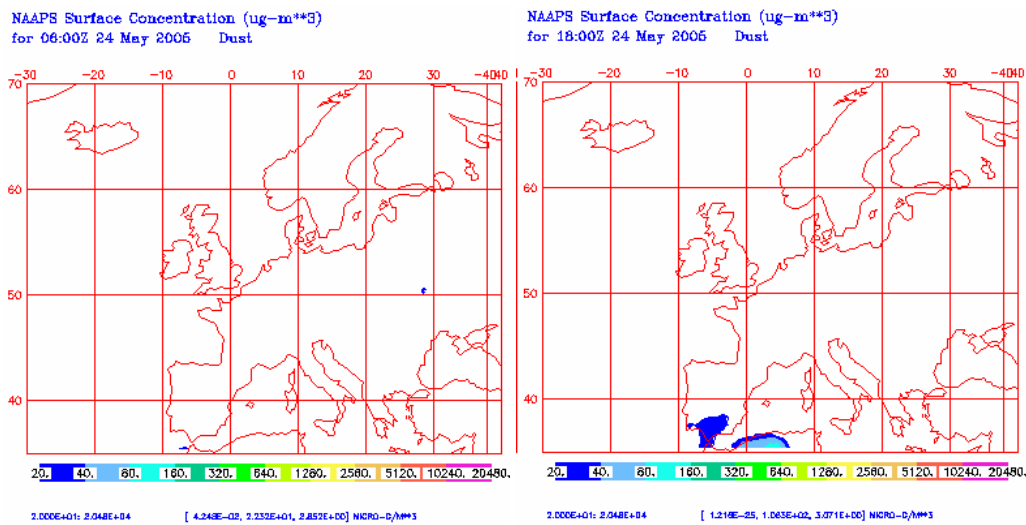 NAAPS Surface Concentration (ug-m**3)
for 06:00Z 24 May 2005 Dust
-30 -20 -10 0 10 20 30 -40
70
60
50
40
20. 40. 80. 160. 320. 640. 1280. 2560. 5120. 10240. 20480.
2.000E+01: 2.048E+04 [ 4.248E-02, 2.232E+01, 2.852E+00] MICRO-G/M**3
NAAPS Surface Concentration (ug-m**3)
for 18:00Z 24 May 2005 Dust
40 -20 -10 0 10 20 30 -40
70
60
50
40
20. 40. 80. 160. 320. 640. 1280. 2560. 5120. 10240. 20480.
2.000E+01: 2.048E+04 [ 1.216E-25, 1.063E+02, 3.071E+00] MICRO-G/M**3